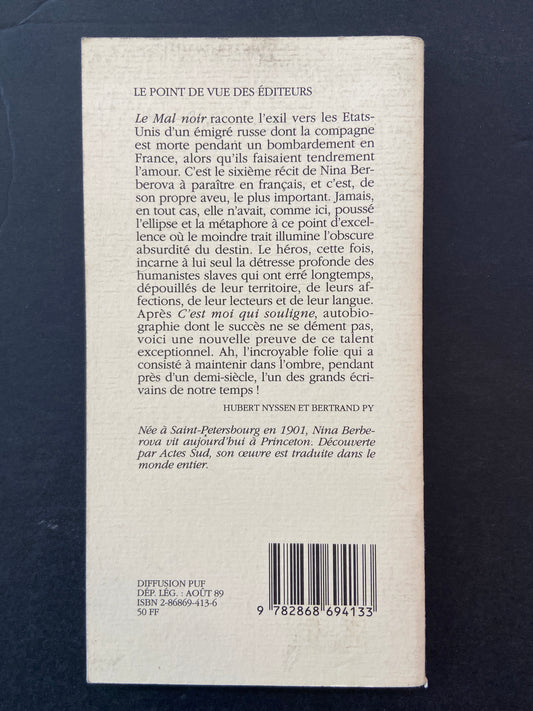 LE POINT DE VUE DES ÉDITEURS
Le Mal noir raconte l'exil vers les Etats-
Unis d'un émigré russe dont la compagne
est morte pendant un bombardement en
France, alors qu'ils faisaient tendrement
l'amour. C'est le sixième récit de Nina Ber-
berova à paraître en français, et c'est, de
son propre aveu, le plus important. Jamais,
en tout cas, elle n'avait, comme ici, poussé
l'ellipse et la métaphore à ce point d'excel-
lence où le moindre trait illumine l'obscure
absurdité du destin. Le héros, cette fois,
incarne à lui seul la détresse profonde des
humanistes slaves qui ont erré longtemps,
dépouillés de leur territoire, de leurs af-
fections, de leur lecteurs et de leur langue.
Après C'est moi qui souligne, autobio-
graphie dont le succès ne se dément pas,
voici une nouvelle preuve de ce talent
exceptionnel. Ah, l'incroyable folie qui a
consisté à maintenir dans l'ombre, pendant
près d'un demi-siècle, l'un des grands écri-
vains de notre temps !
HUBERT NYSSEN ET BERTRAND PY
Née à Saint-Petersbourg en 1901, Nina Berbe-
rova vit aujourd'hui à Princeton. Découverte
par Actes Sud, son œuvre est traduite dans le
monde entier.
DIFFUSION PUF
DÉP. LÉG. : AOÛT 89
ISBN 2-86869-413-6
50 FF
9 782868 694133